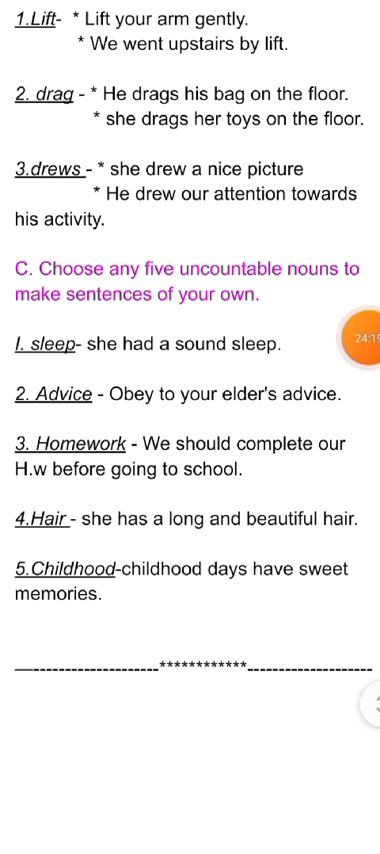 1.Lift- * Lift your arm gently.
* We went upstairs by lift.
2. drag - * He drags his bag on the floor.
* she drags her toys on the floor.
3.drews - * she drew a nice picture
* He drew our attention towards
his activity.
C. Choose any five uncountable nouns to
make sentences of your own.
I. sleep- she had a sound sleep.
24:19
2. Advice - Obey to your elder's advice.
3. Homework - We should complete our
H.w before going to school.
4.Hair - she has a long and beautiful hair.
5.Childhood-childhood days have sweet
memories.
—---------------------************---------------------